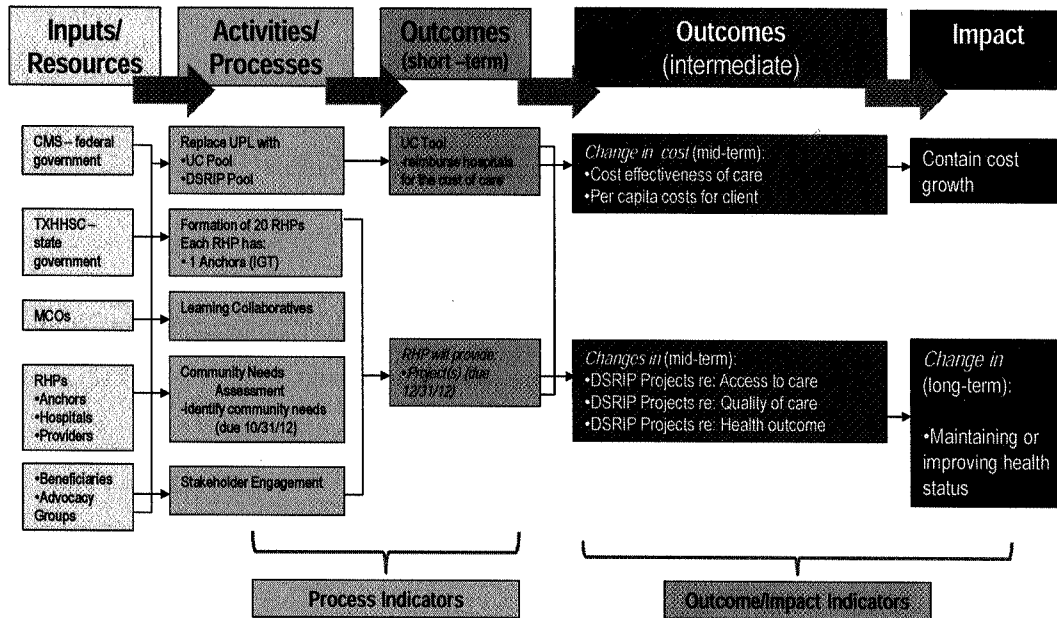 Inputs/
Resources
Activities/
Processes
Outcomes
(short –term)
Outcomes
(intermediate)
Impact
CMS – federal
government
TXHHSC –
state
government
MCOs
RHPs
•Anchors
•Hospitals
•Providers
•Beneficiaries
•Advocacy
Groups
Replace UPL with
•UC Pool
•DSRIP Pool
Formation of 20 RHPs
Each RHP has:
• 1 Anchors (IGT)
Learning Collaboratives
Community Needs
Assessment
-Identify community needs
(due 10/31/12)
Stakeholder Engagement
UC Tool
-reimburse hospitals
for the cost of care
RHP will provide:
•Project(s) (due
12/31/12)
Change in cost (mid-term):
•Cost effectiveness of care
•Per capita costs for client
Changes in (mid-term):
•DSRIP Projects re: Access to care
•DSRIP Projects re: Quality of care
•DSRIP Projects re: Health outcome
Contain cost
growth
Change in
(long-term):
•Maintaining or
improving health
status
Process Indicators
Outcome/Impact Indicators